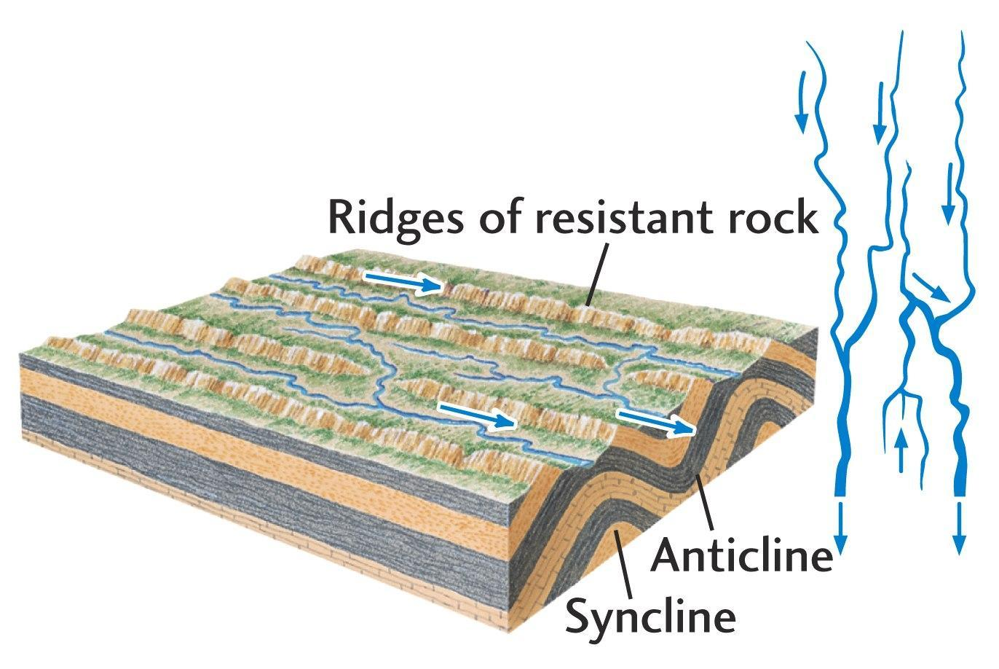 Ridges of resistant rock
Anticline
Syncline